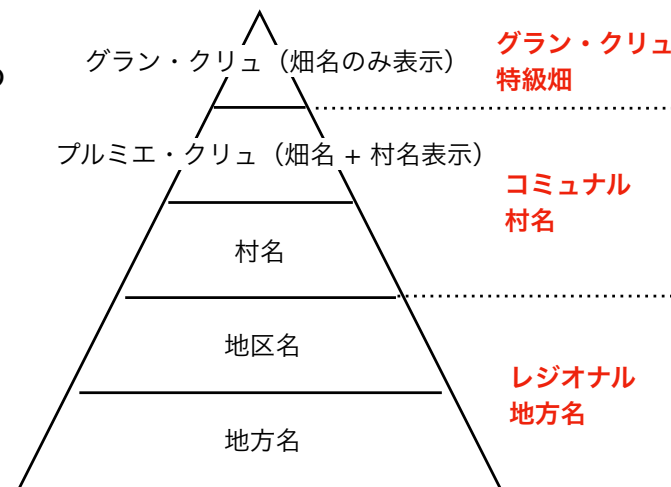 グラン・クリュ（畑名のみ表示）
グラン・クリュ
特級畑
プルミエ・クリュ（畑名 + 村名表示）
コミュナル
村名
村名
地区名
レジオナル
地方名
地方名